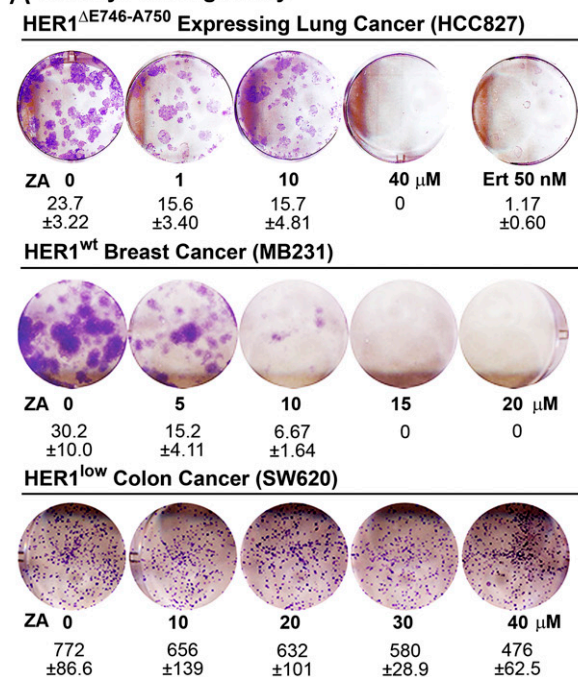 HER1ΔE746-A750 Expressing Lung Cancer (HCC827)
ZA 0 1 10 40 μM Ert 50 nM
23.7 15.6 15.7 0 1.17
±3.22 ±3.40 ±4.81 ±0.60
HER1wt Breast Cancer (MB231)
ZA 0 5 10 15 20 μM
30.2 15.2 6.67 0 0
±10.0 ±4.11 ±1.64
HER1low Colon Cancer (SW620)
ZA 0 10 20 30 40 μM
772 656 632 580 476
±86.6 ±139 ±101 ±28.9 ±62.5